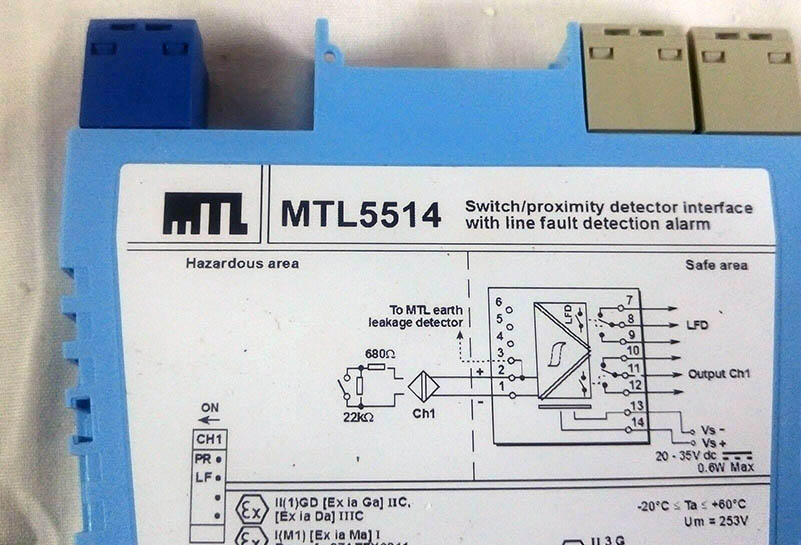 MTL
MTL5514
Switch/proximity detector interface
with line fault detection alarm
Hazardous area
Safe area
To MTL earth
leakage detector
6
5
4
3
2
1
+
-
LFD
7
8
9
10
11
12
13
14
LFD
Output Ch1
680Ω
22kΩ
Ch1
Vs -
Vs +
20 - 35V dc
0.6W Max
ON
CH1
PR
LF
Ex
II(1)GD [Ex ia Ga] IIC,
[Ex ia Da] IIIC
-20°C ≤ Ta ≤ +60°C
Um = 253V
Ex
I(M1) [Ex ia Ma] I
II 3 G